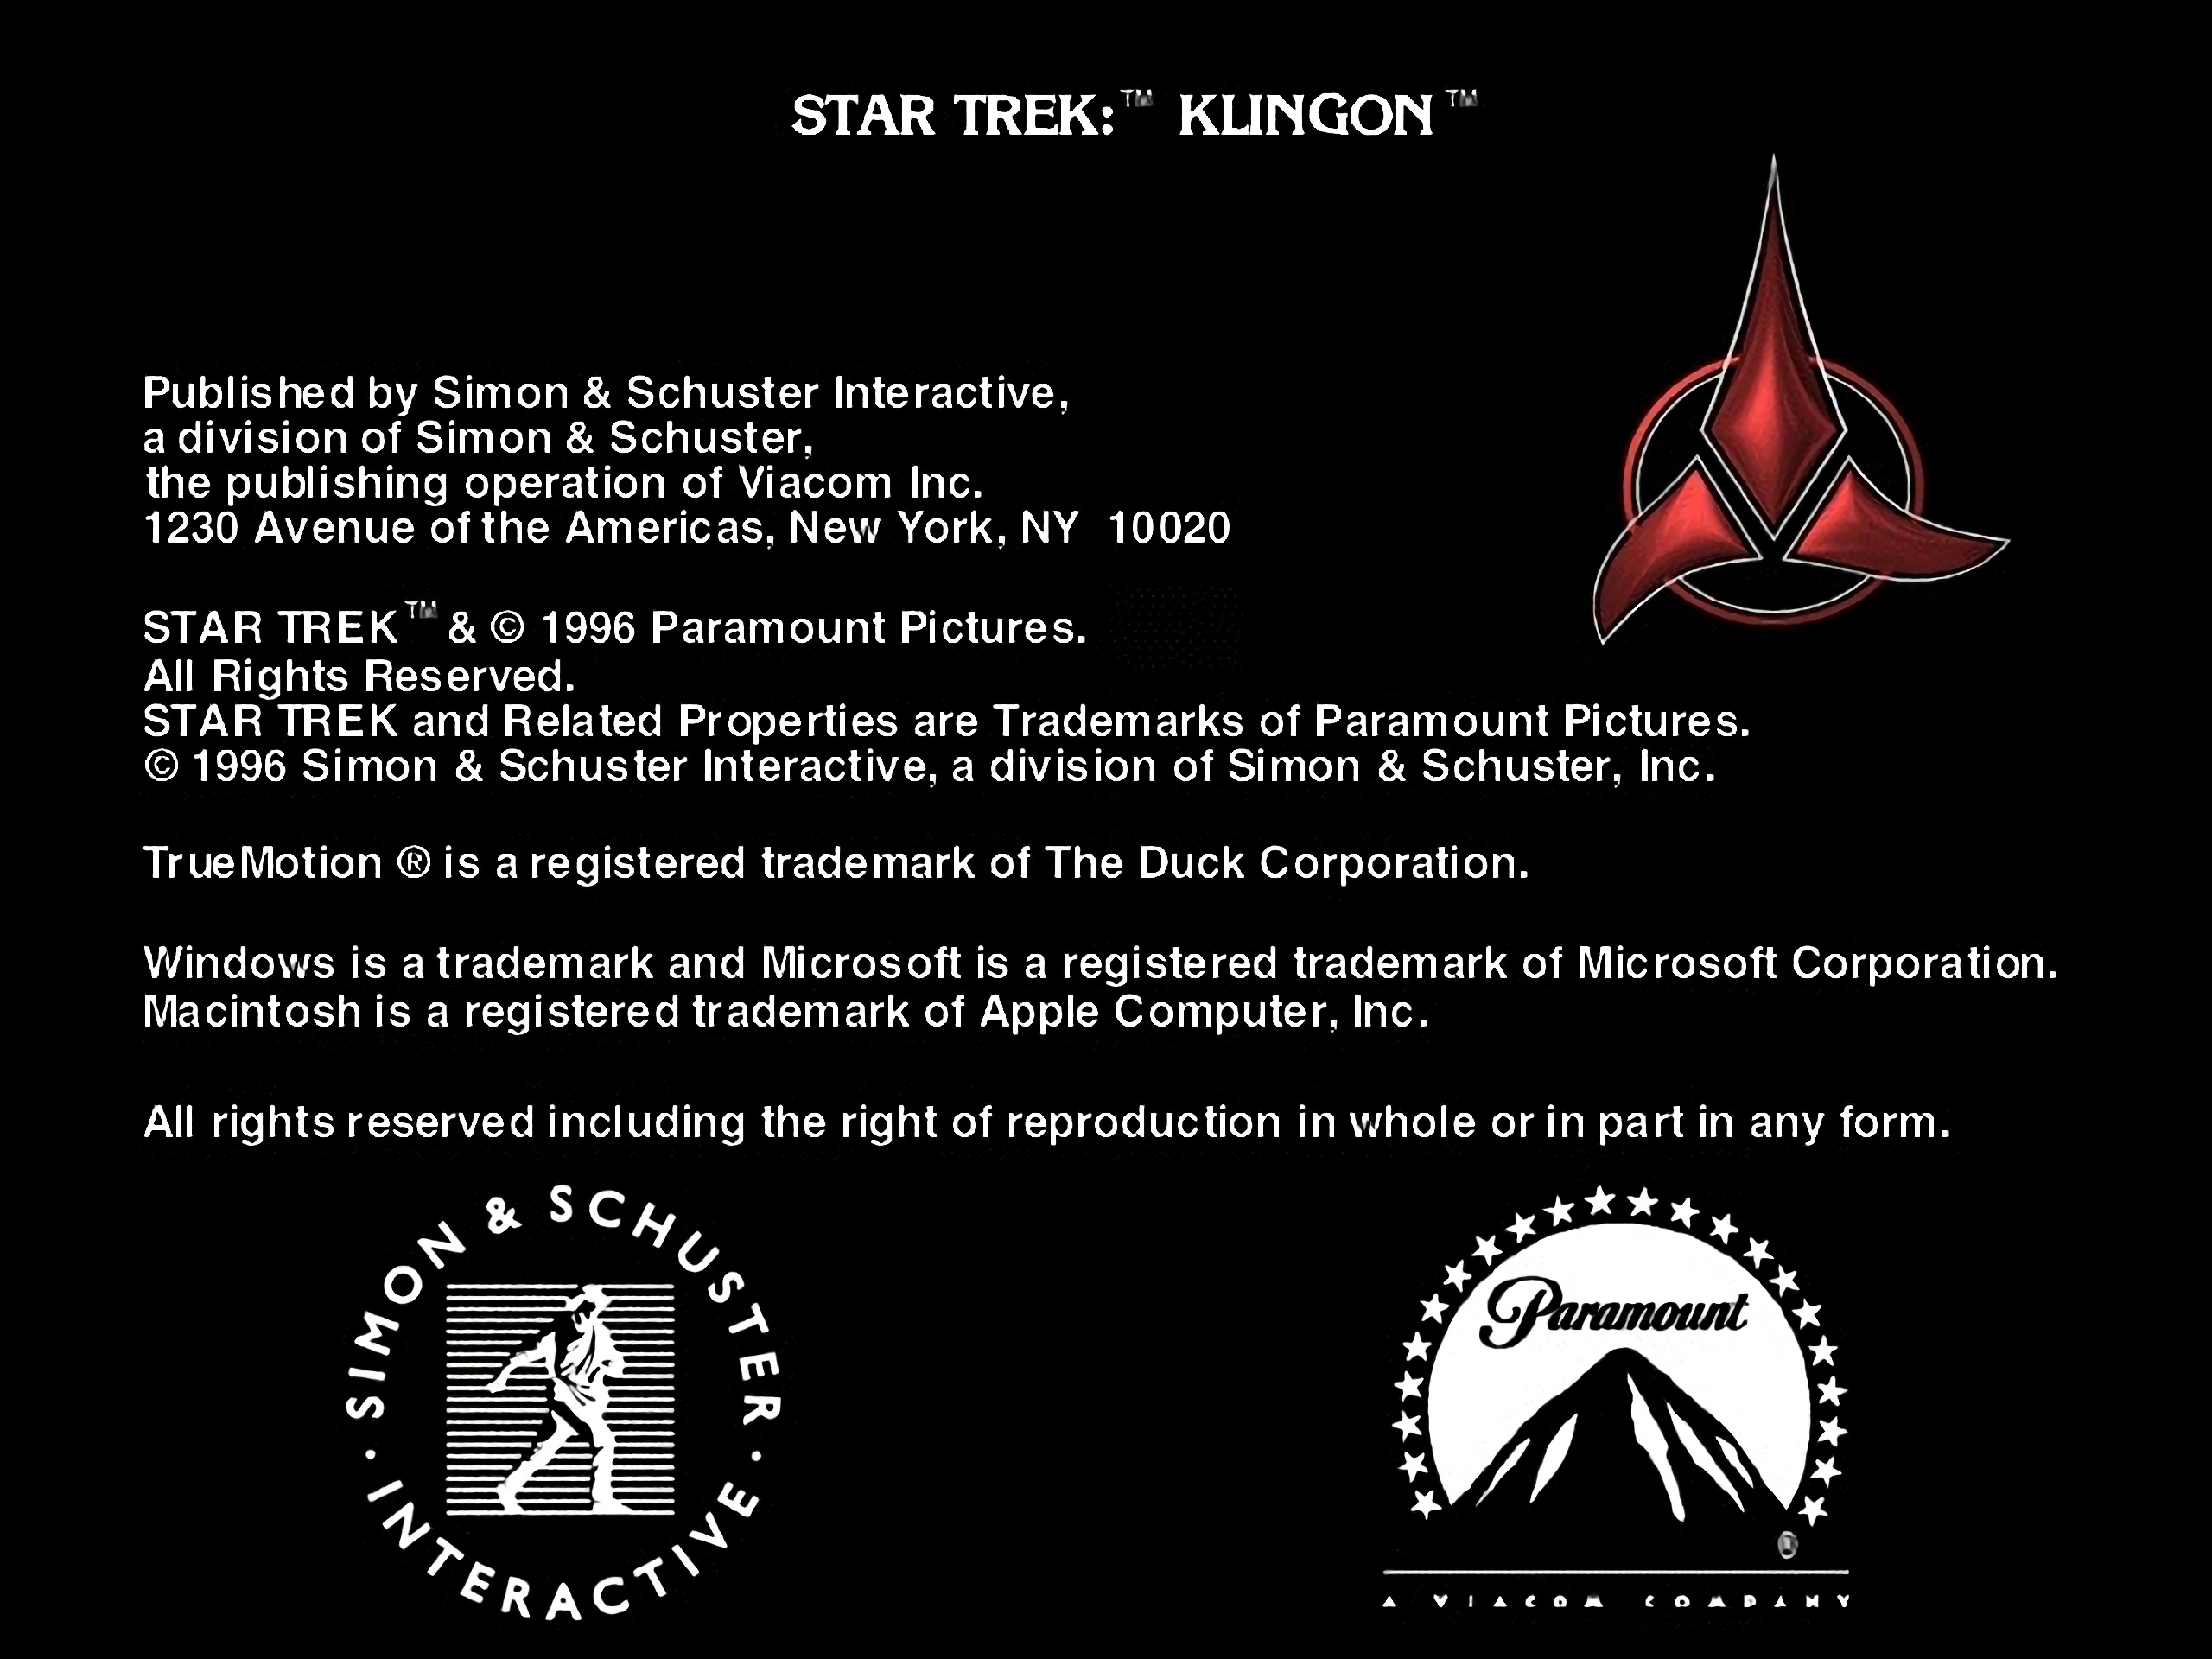 STAR TREK:™ KLINGON™
Published by Simon & Schuster Interactive,
a division of Simon & Schuster,
the publishing operation of Viacom Inc.
1230 Avenue of the Americas, New York, NY  10020
STAR TREK™ & © 1996 Paramount Pictures.
All Rights Reserved.
STAR TREK and Related Properties are Trademarks of Paramount Pictures.
© 1996 Simon & Schuster Interactive, a division of Simon & Schuster, Inc.
TrueMotion ® is a registered trademark of The Duck Corporation.
Windows is a trademark and Microsoft is a registered trademark of Microsoft Corporation.
Macintosh is a registered trademark of Apple Computer, Inc.
All rights reserved including the right of reproduction in whole or in part in any form.
SIMON & SCHUSTER
· INTERACTIVE ·
Paramount
®
A VIACOM COMPANY